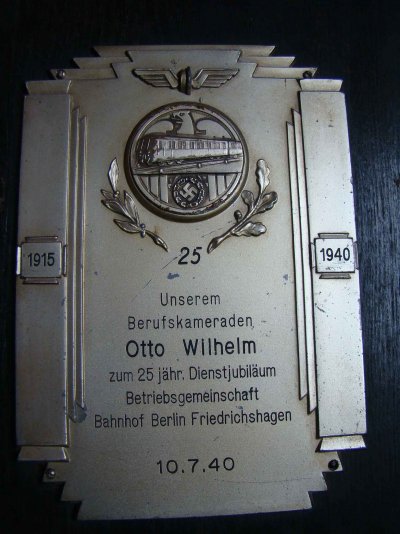 25
1915
1940
Unserem
Berufskameraden
Otto Wilhelm
zum 25 jähr. Dienstjubiläum
Betriebsgemeinschaft
Bahnhof Berlin Friedrichshagen
10.7.40